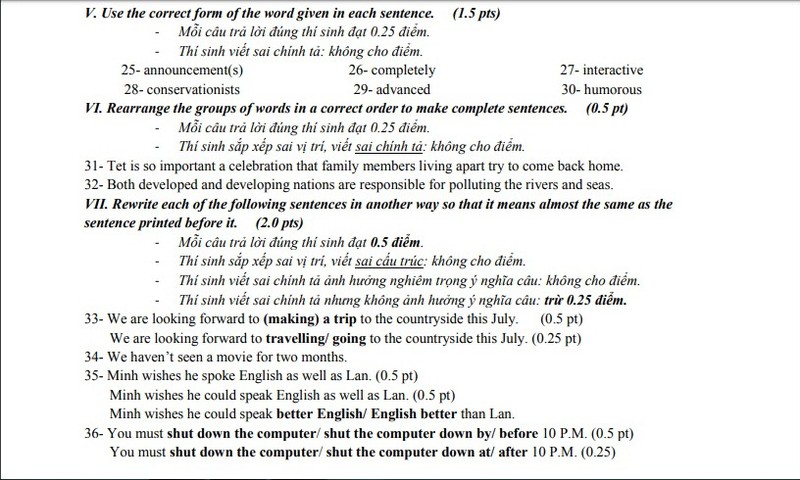 V. Use the correct form of the word given in each sentence. (1.5 pts)
- Mỗi câu trả lời đúng thí sinh đạt 0.25 điểm.
- Thí sinh viết sai chính tả: không cho điểm.
25- announcement(s) 26- completely 27- interactive
28- conservationists 29- advanced 30- humorous
VI. Rearrange the groups of words in a correct order to make complete sentences. (0.5 pt)
- Mỗi câu trả lời đúng thí sinh đạt 0.25 điểm.
- Thí sinh sắp xếp sai vị trí, viết sai chính tả: không cho điểm.
31- Tet is so important a celebration that family members living apart try to come back home.
32- Both developed and developing nations are responsible for polluting the rivers and seas.
VII. Rewrite each of the following sentences in another way so that it means almost the same as the
sentence printed before it. (2.0 pts)
- Mỗi câu trả lời đúng thí sinh đạt 0.5 điểm.
- Thí sinh sắp xếp sai vị trí, viết sai cấu trúc: không cho điểm.
- Thí sinh viết sai chính tả ảnh hưởng nghiêm trọng ý nghĩa câu: không cho điểm.
- Thí sinh viết sai chính tả nhưng không ảnh hưởng ý nghĩa câu: trừ 0.25 điểm.
33- We are looking forward to (making) a trip to the countryside this July. (0.5 pt)
We are looking forward to travelling/ going to the countryside this July. (0.25 pt)
34- We haven't seen a movie for two months.
35- Minh wishes he spoke English as well as Lan. (0.5 pt)
Minh wishes he could speak English as well as Lan. (0.5 pt)
Minh wishes he could speak better English/ English better than Lan.
36- You must shut down the computer/ shut the computer down by/ before 10 P.M. (0.5 pt)
You must shut down the computer/ shut the computer down at/ after 10 P.M. (0.25)